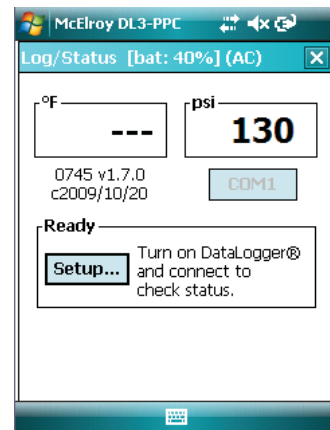 McElroy DL3-PPC
Log/Status [bat: 40%] (AC)
°F
psi
---
130
0745 v1.7.0
c2009/10/20
COM1
Ready
Setup...
Turn on DataLogger®
and connect to
check status.